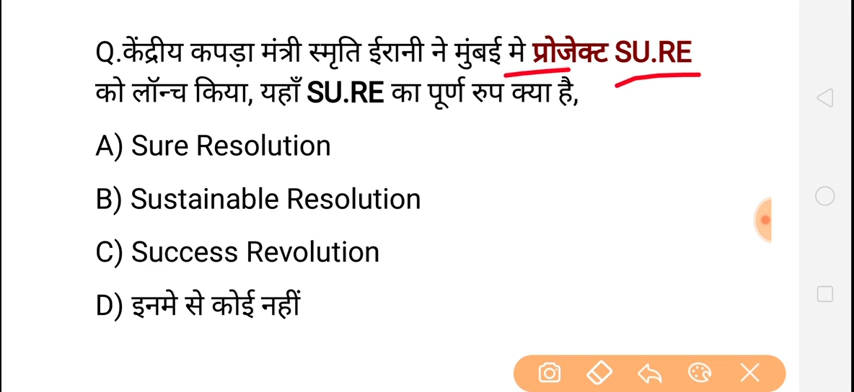 Q.केंद्रीय कपड़ा मंत्री स्मृति ईरानी ने मुंबई मे प्रोजेक्ट SU.RE
को लॉन्च किया, यहाँ SU.RE का पूर्ण रुप क्या है,
A) Sure Resolution
B) Sustainable Resolution
C) Success Revolution
D) इनमे से कोई नहीं